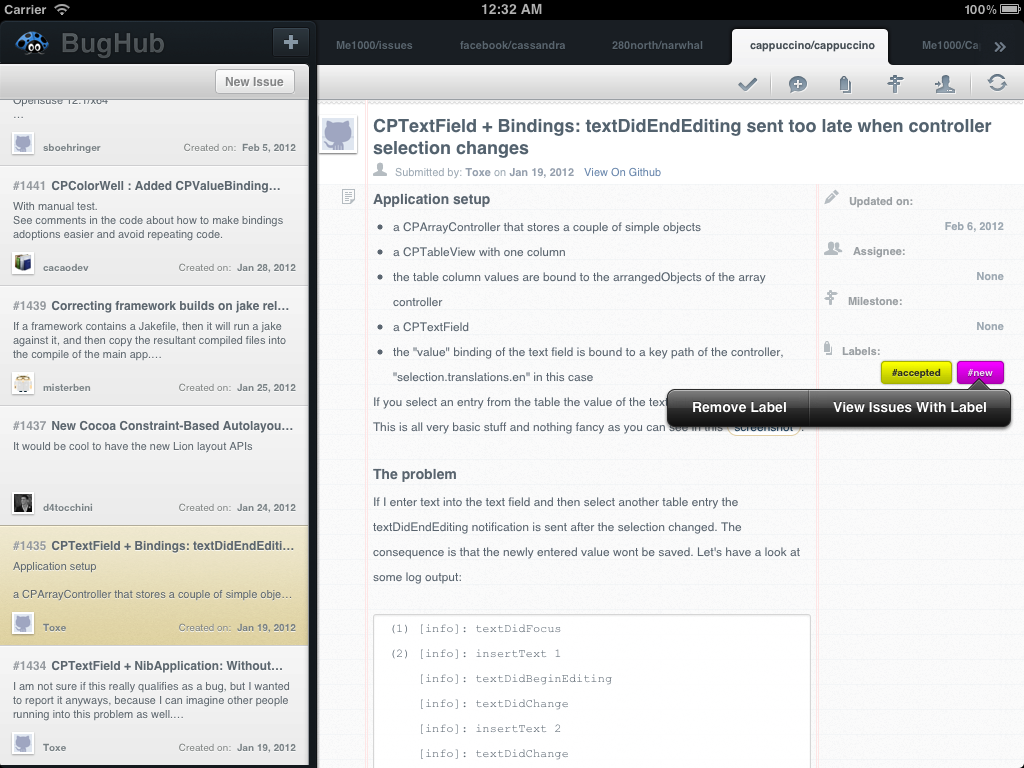 Carrier
12:32 AM
100%
BugHub
+
Me1000/issues
facebook/cassandra
280north/narwhal
cappuccino/cappuccino
Me1000/Ca
»
New Issue
Opensuse 12.1/x64
...
sboehringer Created on: Feb 5, 2012
#1441 CPColorWell : Added CPValueBinding...
With manual test.
See comments in the code about how to make bindings
adoptions easier and avoid repeating code.
cacaodev Created on: Jan 28, 2012
#1439 Correcting framework builds on jake rel...
If a framework contains a Jakefile, then it will run a jake
against it, and then copy the resultant compiled files into
the compile of the main app....
misterben Created on: Jan 25, 2012
#1437 New Cocoa Constraint-Based Autolayou...
It would be cool to have the new Lion layout APIs
d4tocchini Created on: Jan 24, 2012
#1435 CPTextField + Bindings: textDidEndEditi...
Application setup
a CPArrayController that stores a couple of simple obje...
Toxe Created on: Jan 19, 2012
#1434 CPTextField + NibApplication: Without...
I am not sure if this really qualifies as a bug, but I wanted
to report it anyways, because I can imagine other people
running into this problem as well....
Toxe Created on: Jan 19, 2012
CPTextField + Bindings: textDidEndEditing sent too late when controller
selection changes
Submitted by: Toxe on Jan 19, 2012 View On Github
Application setup
• a CPArrayController that stores a couple of simple objects
• a CPTableView with one column
• the table column values are bound to the arrangedObjects of the array
controller
• a CPTextField
• the "value" binding of the text field is bound to a key path of the controller,
"selection.translations.en" in this case
If you select an entry from the table the value of the tex
This is all very basic stuff and nothing fancy as you can see in this screenshot.
The problem
If I enter text into the text field and then select another table entry the
textDidEndEditing notification is sent after the selection changed. The
consequence is that the newly entered value wont be saved. Let's have a look at
some log output:
(1) [info]: textDidFocus
(2) [info]: insertText 1
[info]: textDidBeginEditing
[info]: textDidChange
[info]: insertText 2
[info]: textDidChange
Updated on:
Feb 6, 2012
Assignee:
None
Milestone:
None
Labels:
#accepted #new
Remove Label View Issues With Label